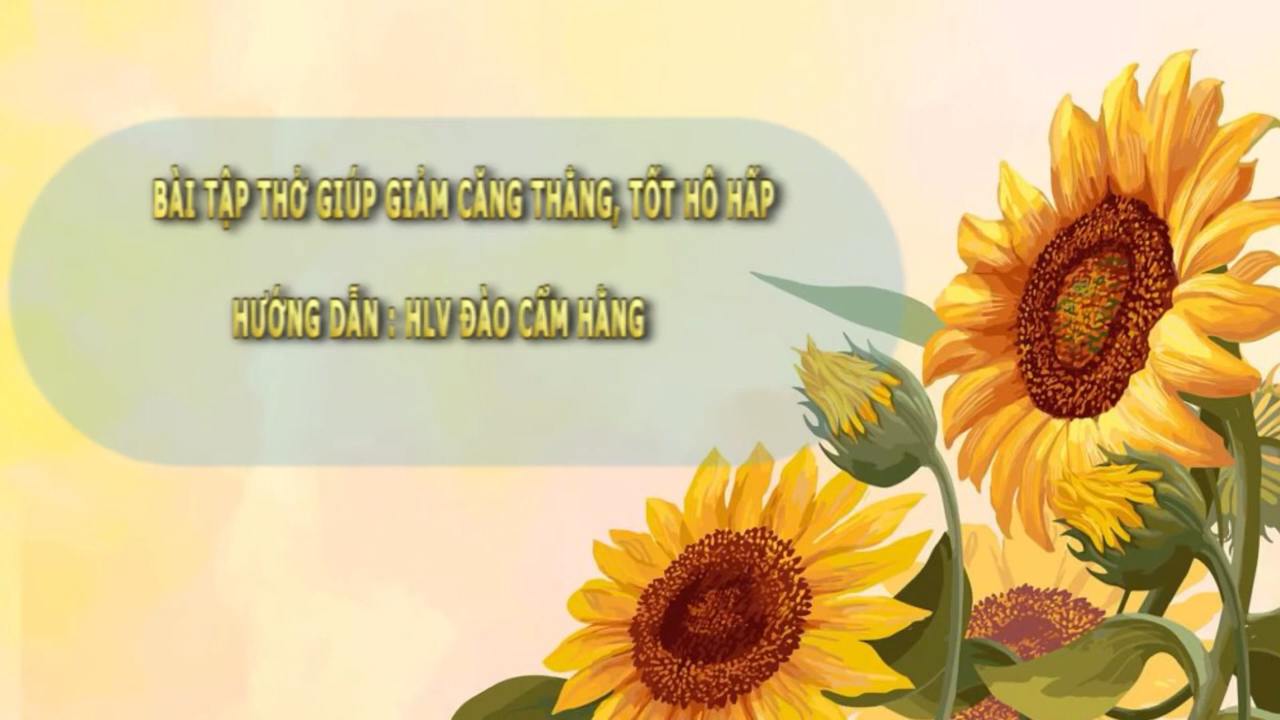 BÀI TẬP THỞ GIÚP GIẢM CĂNG THẲNG, TỐT HÔ HẤP
HƯỚNG DẪN : HLV ĐÀO CẨM HẰNG